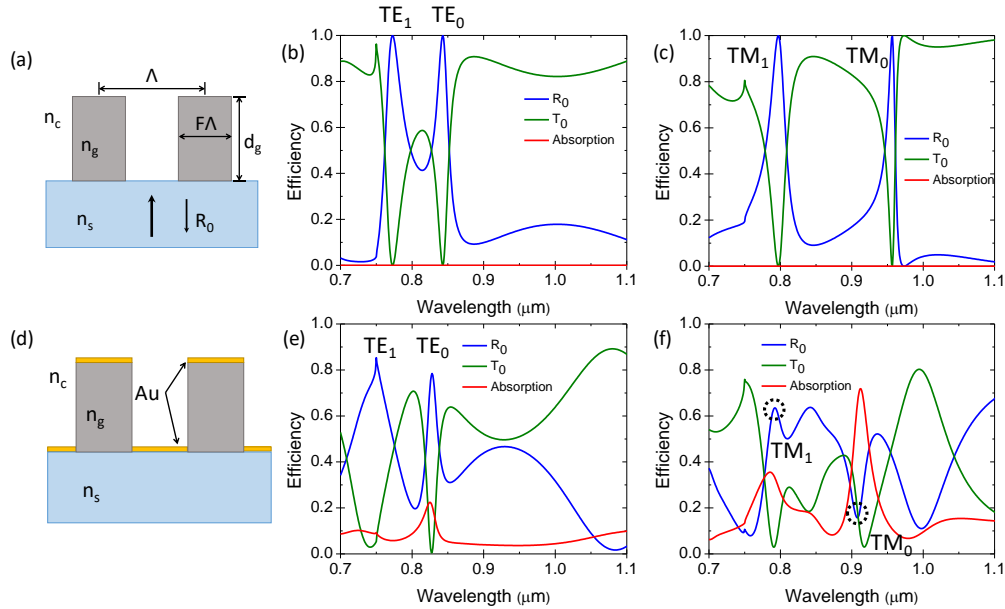 (a)
Λ
n_c
n_g
FΛ
d_g
n_s
R_0
(b)
TE_1 TE_0
R_0
T_0
Absorption
Efficiency
1.0
0.8
0.6
0.4
0.2
0.0
0.7 0.8 0.9 1.0 1.1
Wavelength (μm)
(c)
TM_1 TM_0
R_0
T_0
Absorption
Efficiency
1.0
0.8
0.6
0.4
0.2
0.0
0.7 0.8 0.9 1.0 1.1
Wavelength (μm)
(d)
n_c
Au
n_g
n_s
(e)
TE_1 TE_0
R_0
T_0
Absorption
Efficiency
1.0
0.8
0.6
0.4
0.2
0.0
0.7 0.8 0.9 1.0 1.1
Wavelength (μm)
(f)
R_0
T_0
Absorption
TM_1
TM_0
Efficiency
1.0
0.8
0.6
0.4
0.2
0.0
0.7 0.8 0.9 1.0 1.1
Wavelength (μm)